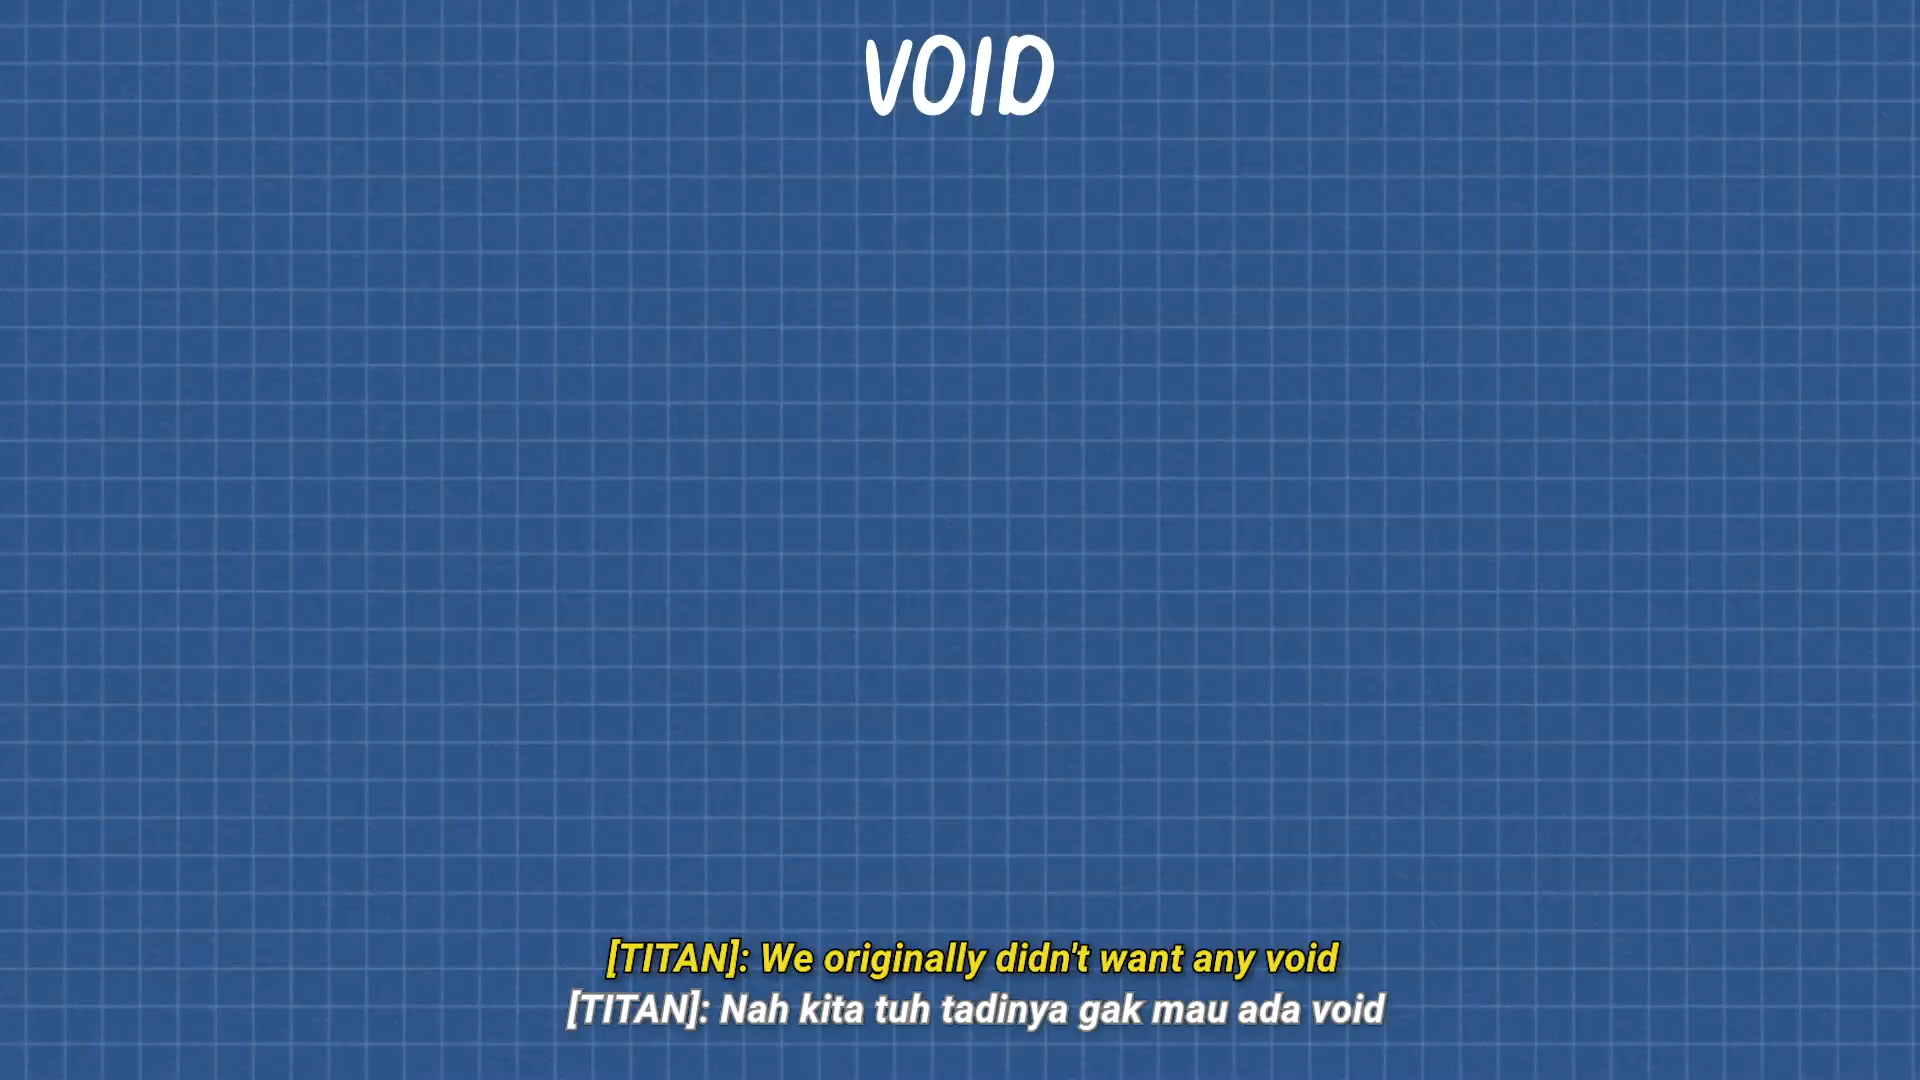 VOID
[TITAN]: We originally didn't want any void
[TITAN]: Nah kita tuh tadinya gak mau ada void